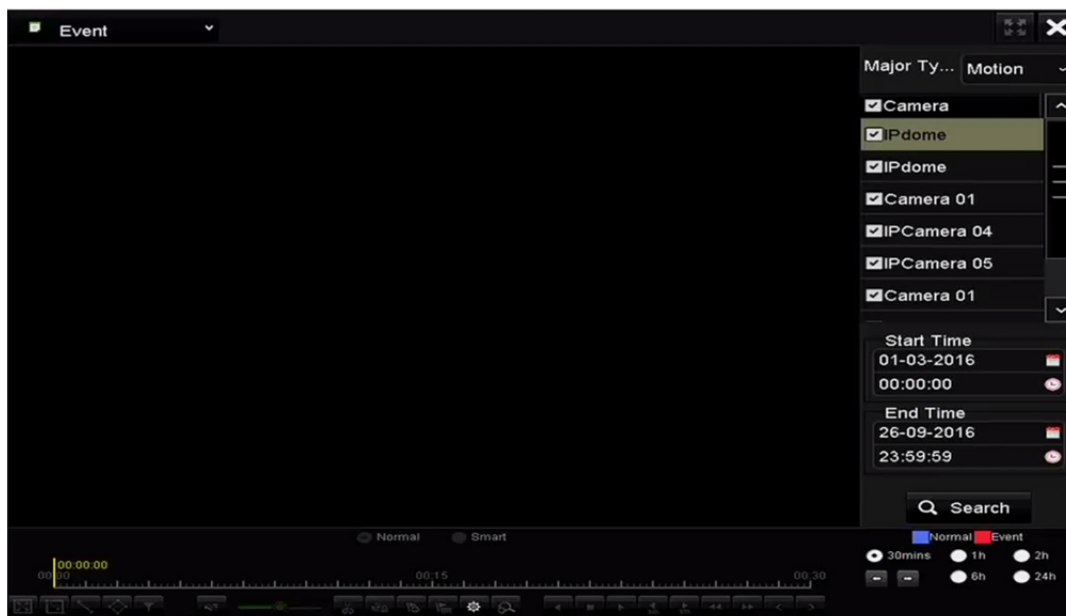 Event
Major Ty... Motion
Camera
IPdome
IPdome
Camera 01
IPCamera 04
IPCamera 05
Camera 01
Start Time
01-03-2016
00:00:00
End Time
26-09-2016
23:59:59
Search
Normal Smart
Normal Event
00:00:00
00:15 00:30
30mins 1h 2h
6h 24h